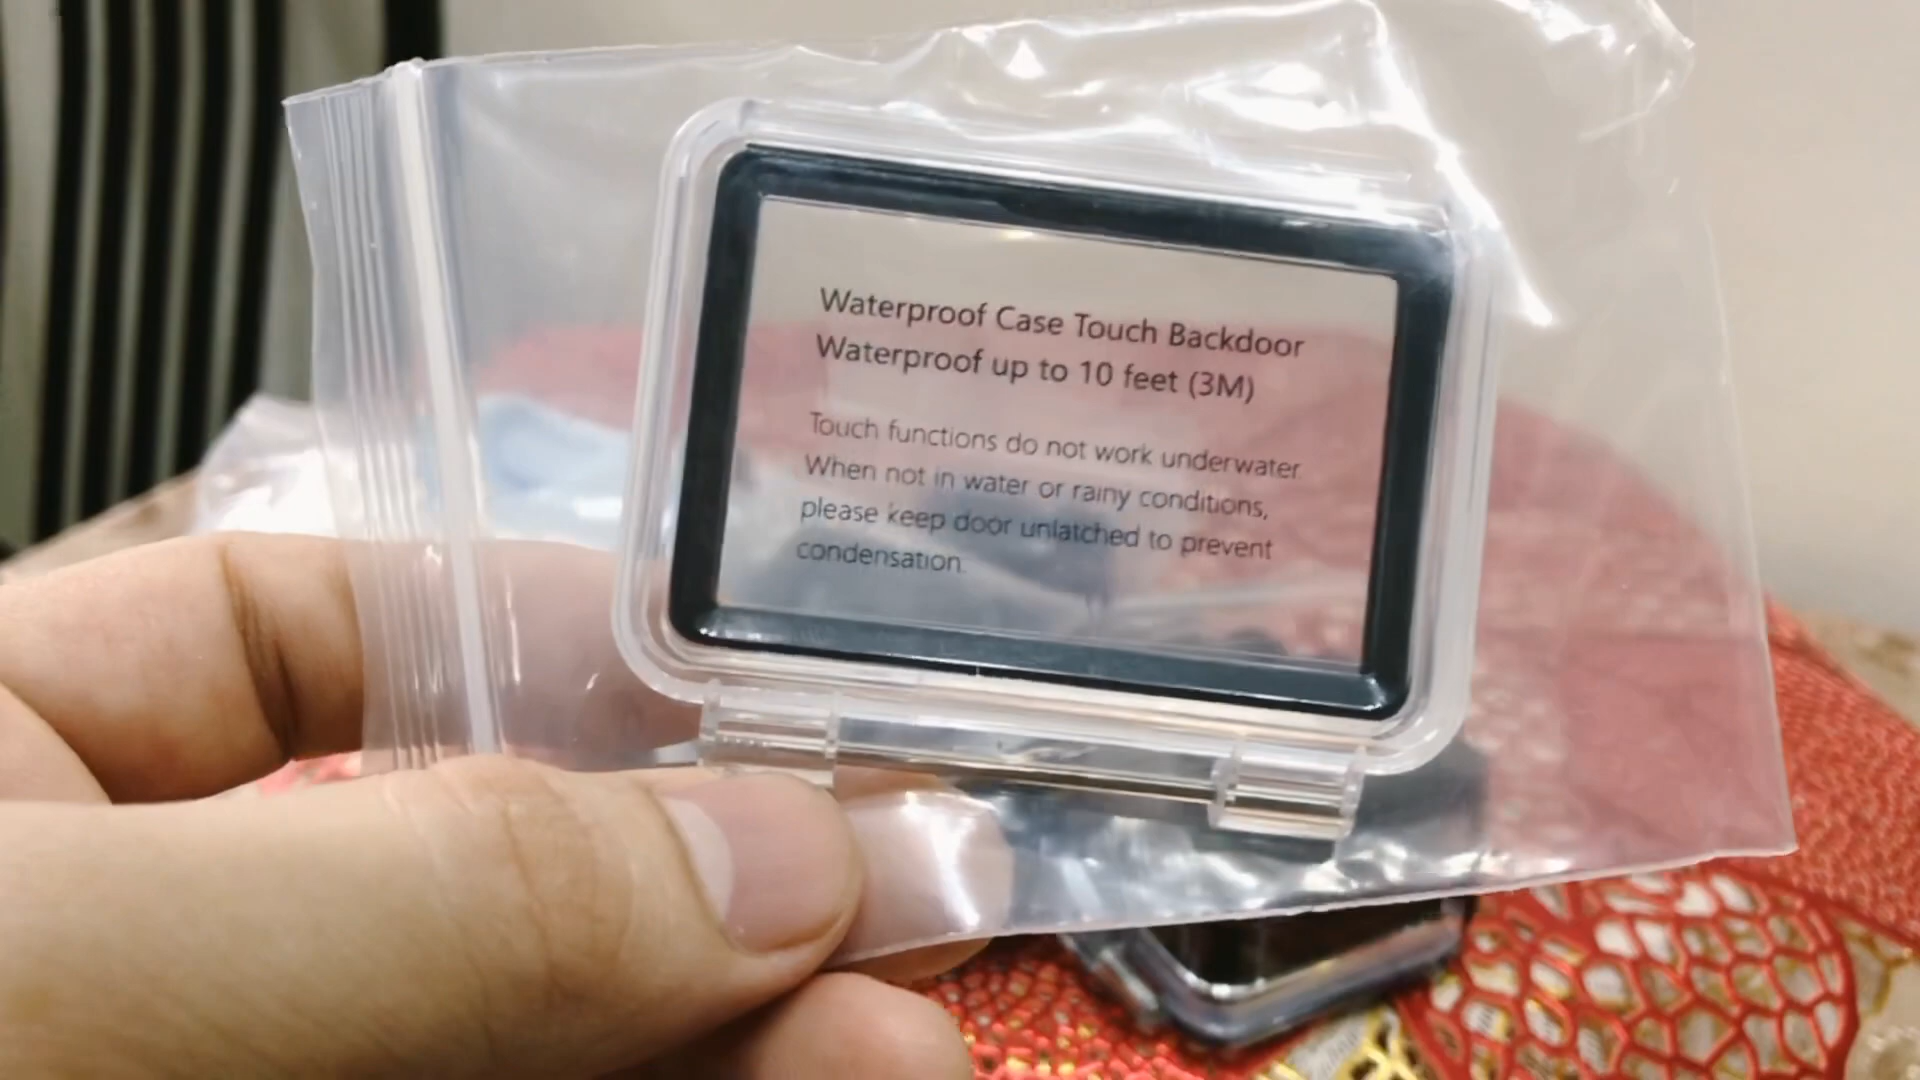 Waterproof Case Touch Backdoor
Waterproof up to 10 feet (3M)
Touch functions do not work underwater.
When not in water or rainy conditions,
please keep door unlatched to prevent
condensation.